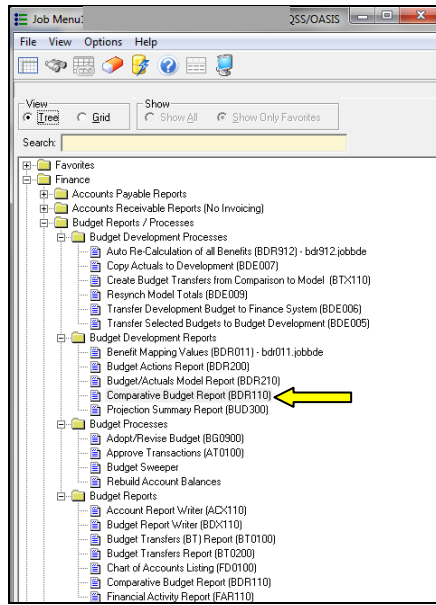 Job Menu: QSS/OASIS
File View Options Help
View
Tree Grid
Show
Show All Show Only Favorites
Search:
Favorites
Finance
Accounts Payable Reports
Accounts Receivable Reports (No Invoicing)
Budget Reports / Processes
Budget Development Processes
Auto Re-Calculation of all Benefits (BDR912) - bdr912.jobbde
Copy Actuals to Development (BDE007)
Create Budget Transfers from Comparison to Model (BTX110)
Resynch Model Totals (BDE009)
Transfer Development Budget to Finance System (BDE006)
Transfer Selected Budgets to Budget Development (BDE005)
Budget Development Reports
Benefit Mapping Values (BDR011) - bdr011.jobbde
Budget Actions Report (BDR200)
Budget/Actuals Model Report (BDR210)
Comparative Budget Report (BDR110)
Projection Summary Report (BUD300)
Budget Processes
Adopt/Revise Budget (BG0900)
Approve Transactions (AT0100)
Budget Sweeper
Rebuild Account Balances
Budget Reports
Account Report Writer (ACX110)
Budget Report Writer (BDX110)
Budget Transfers (BT) Report (BT0100)
Budget Transfers Report (BT0200)
Chart of Accounts Listing (FD0100)
Comparative Budget Report (BDR110)
Financial Activity Report (FAR110)